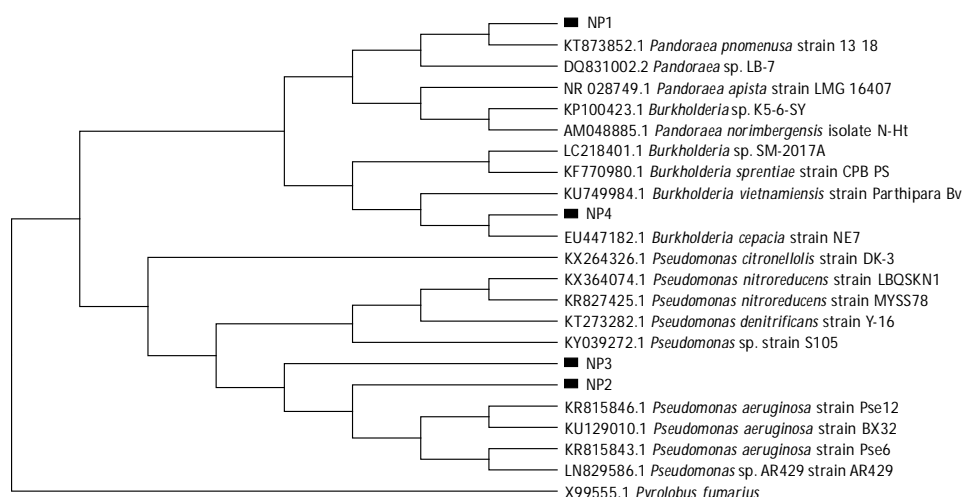 NP1
KT873852.1 Pandoraea pnomenusa strain 13 18
DQ831002.2 Pandoraea sp. LB-7
NR 028749.1 Pandoraea apista strain LMG 16407
KP100423.1 Burkholderia sp. K5-6-SY
AM048885.1 Pandoraea norimbergensis isolate N-Ht
LC218401.1 Burkholderia sp. SM-2017A
KF770980.1 Burkholderia sprentiae strain CPB PS
KU749984.1 Burkholderia vietnamiensis strain Parthipara Bv
NP4
EU447182.1 Burkholderia cepacia strain NE7
KX264326.1 Pseudomonas citronellolis strain DK-3
KX364074.1 Pseudomonas nitroreducens strain LBQSKN1
KR827425.1 Pseudomonas nitroreducens strain MYSS78
KT273282.1 Pseudomonas denitrificans strain Y-16
KY039272.1 Pseudomonas sp. strain S105
NP3
NP2
KR815846.1 Pseudomonas aeruginosa strain Pse12
KU129010.1 Pseudomonas aeruginosa strain BX32
KR815843.1 Pseudomonas aeruginosa strain Pse6
LN829586.1 Pseudomonas sp. AR429 strain AR429
X99555.1 Pyrolobus fumarius